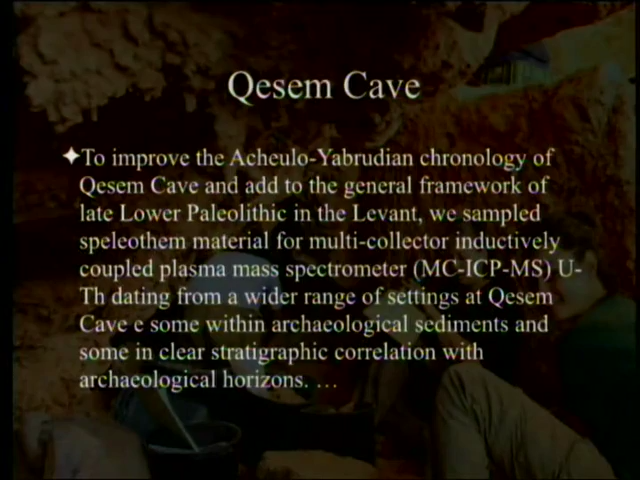 Qesem Cave
✦To improve the Acheulo-Yabrudian chronology of
Qesem Cave and add to the general framework of
late Lower Paleolithic in the Levant, we sampled
speleothem material for multi-collector inductively
coupled plasma mass spectrometer (MC-ICP-MS) U-
Th dating from a wider range of settings at Qesem
Cave e some within archaeological sediments and
some in clear stratigraphic correlation with
archaeological horizons. …